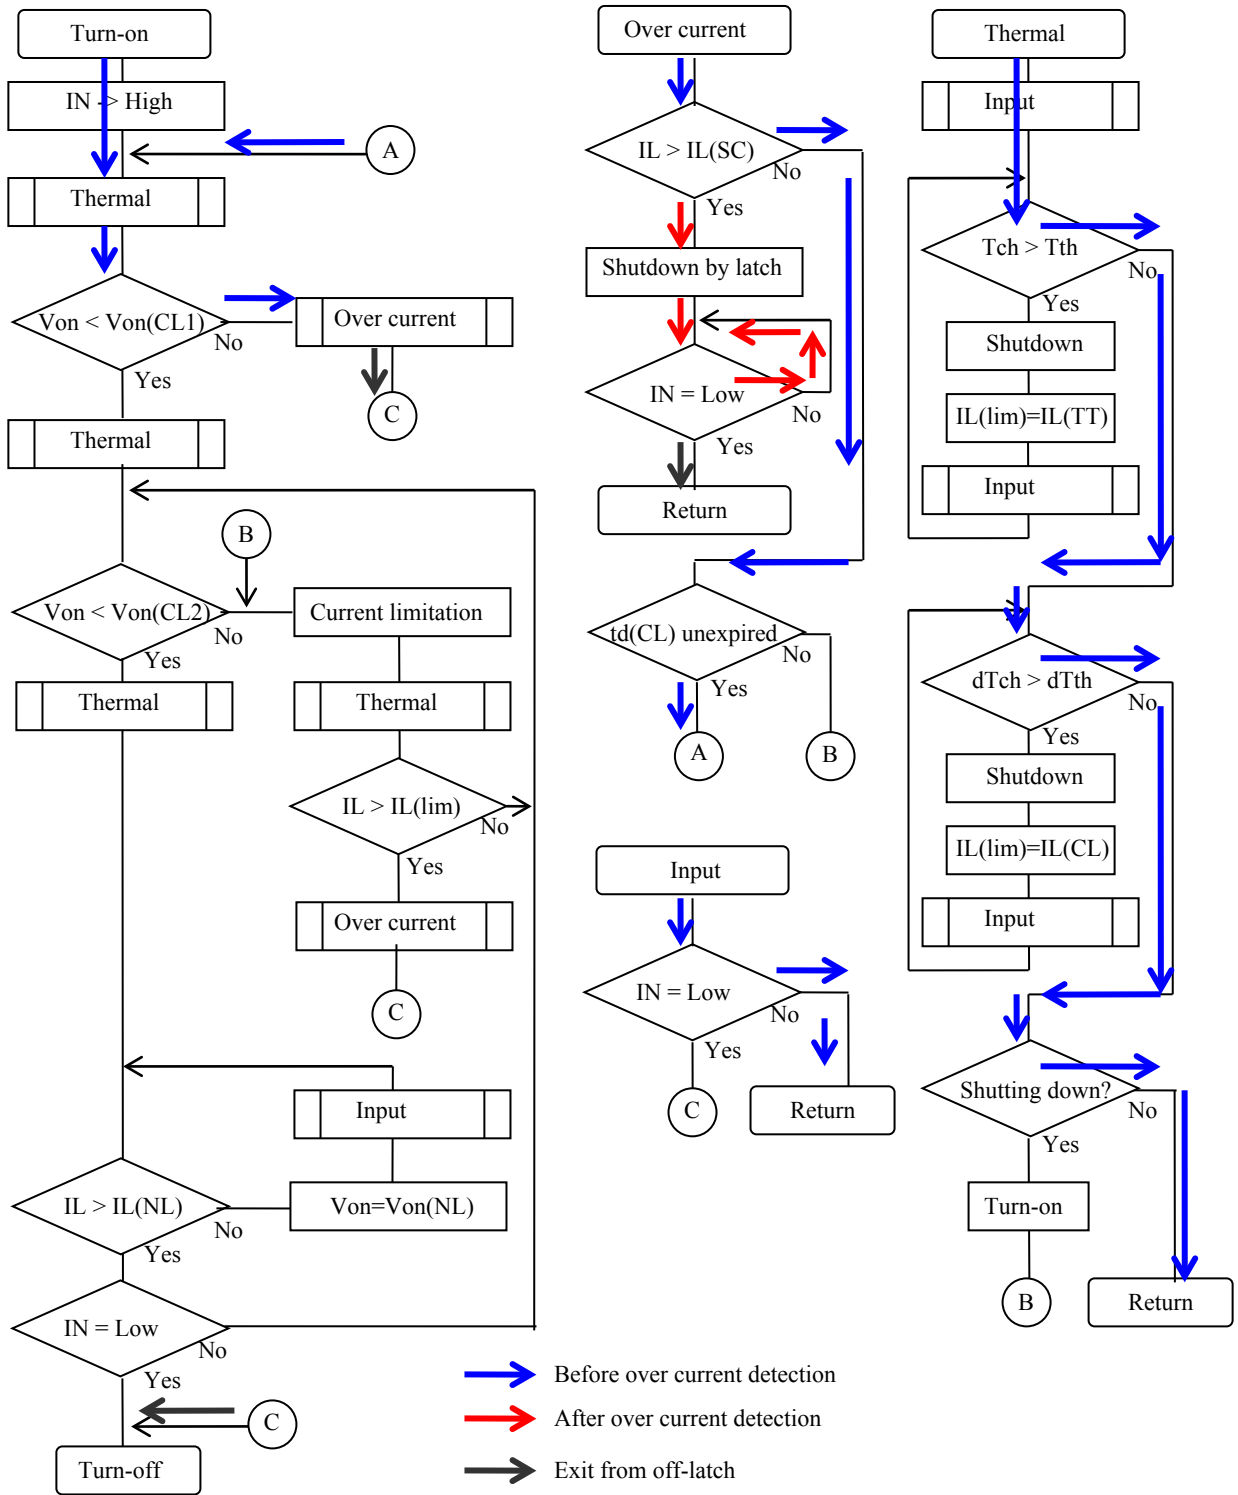 Turn-on
IN -> High
A
Thermal
Von < Von(CL1)
No
Yes
Over current
C
Thermal
B
Von < Von(CL2)
No
Yes
Current limitation
Thermal
Thermal
IL > IL(lim)
No
Yes
Over current
C
Input
Von=Von(NL)
IL > IL(NL)
No
Yes
IN = Low
No
Yes
C
Turn-off
Over current
IL > IL(SC)
No
Yes
Shutdown by latch
IN = Low
No
Yes
Return
td(CL) unexpired
No
Yes
A
B
Input
IN = Low
No
Yes
C
Return
Thermal
Input
Tch > Tth
No
Yes
Shutdown
IL(lim)=IL(TT)
Input
dTch > dTth
No
Yes
Shutdown
IL(lim)=IL(CL)
Input
Shutting down?
No
Yes
Turn-on
B
Return
Before over current detection
After over current detection
Exit from off-latch